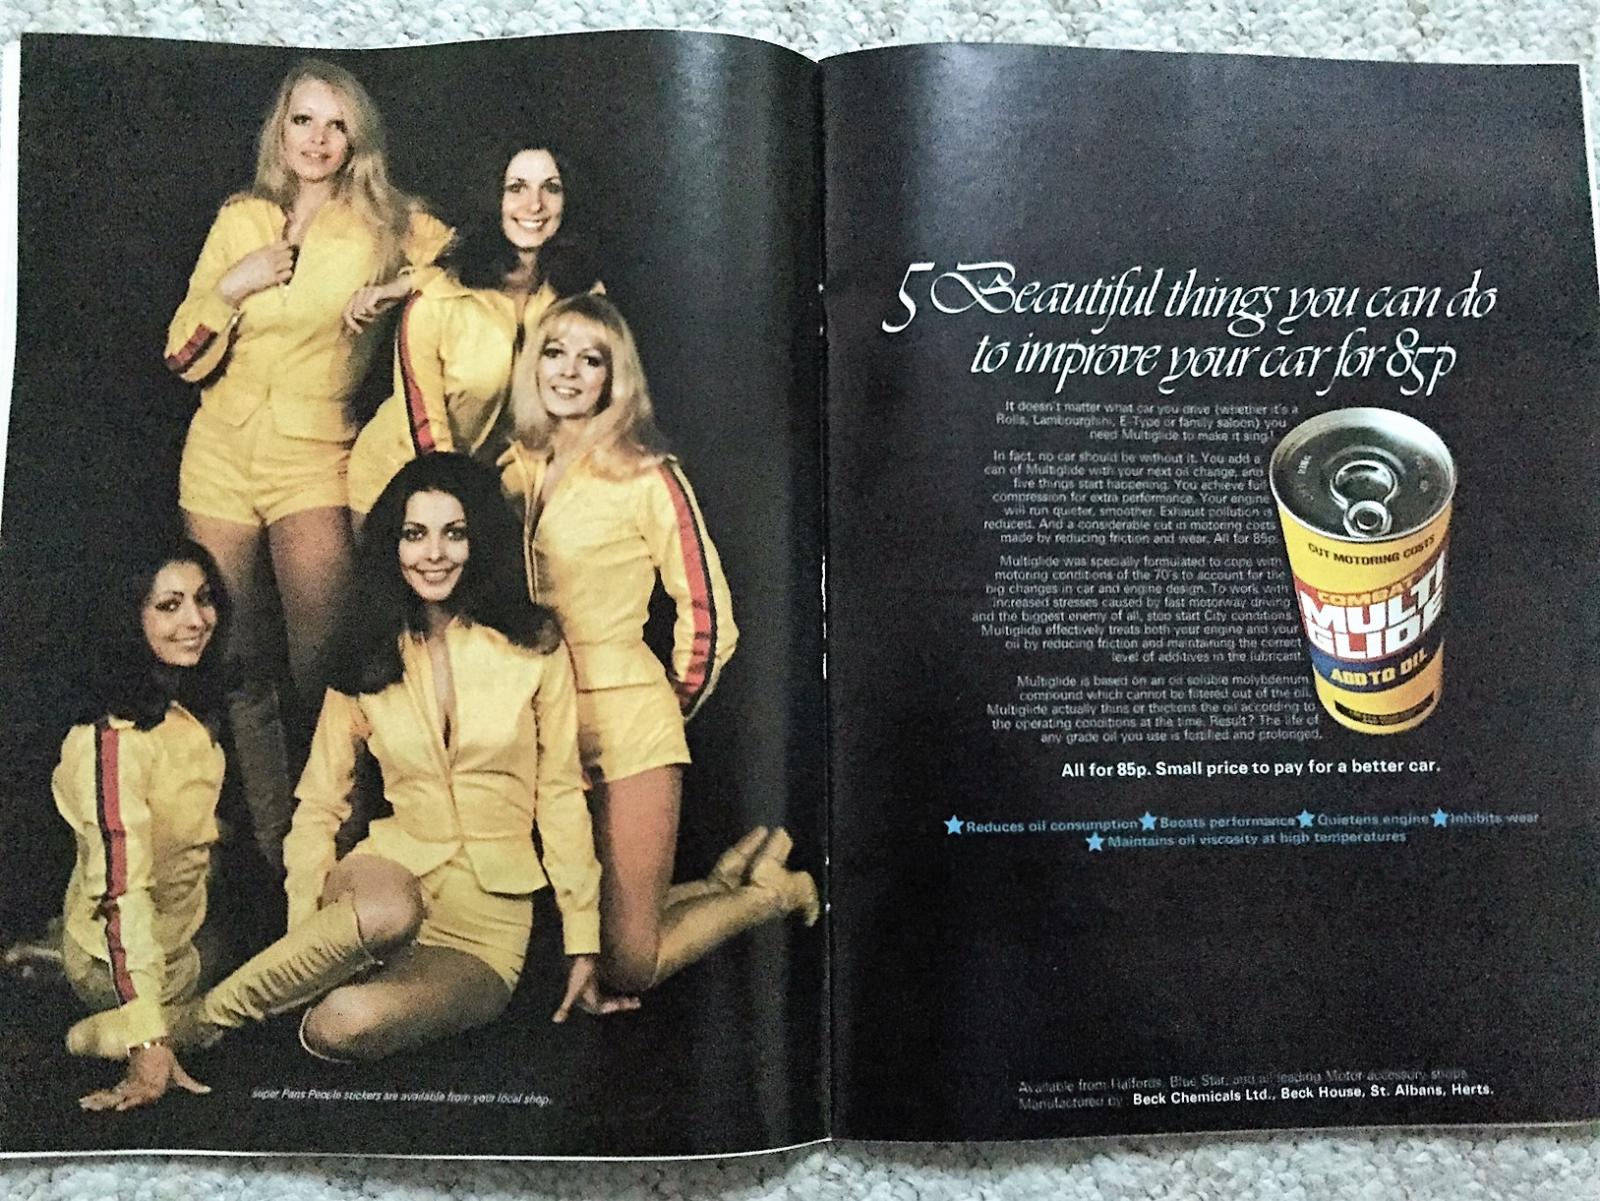 super Pans People stickers are available from your local shop.
5 Beautiful things you can do
to improve your car for 85p
It doesn't matter what car you drive (whether it's a
Rolls, Lambourghini, E-Type or family saloon) you
need Multiglide to make it sing!
In fact, no car should be without it. You add a
can of Multiglide with your next oil change, and
five things start happening. You achieve full
compression for extra performance. Your engine
will run quieter, smoother. Exhaust pollution is
reduced. And a considerable cut in motoring costs
made by reducing friction and wear. All for 85p.
Multiglide was specially formulated to cope with
motoring conditions of the 70's to account for the
big changes in car and engine design. To work with
increased stresses caused by fast motorway driving
and the biggest enemy of all, stop start City conditions.
Multiglide effectively treats both your engine and your
oil by reducing friction and maintaining the correct
level of additives in the lubricant.
Multiglide is based on an oil soluble molybdenum
compound which cannot be filtered out of the oil.
Multiglide actually thins or thickens the oil according to
the operating conditions at the time. Result? The life of
any grade oil you use is fortified and prolonged.
CUT MOTORING COSTS
COMBAT
MULTI
GLIDE
ADD TO OIL
All for 85p. Small price to pay for a better car.
★Reduces oil consumption★Boosts performance★Quietens engine★Inhibits wear
★Maintains oil viscosity at high temperatures
Available from Halfords, Blue Star, and all leading Motor accessory shops.
Manufactured by: Beck Chemicals Ltd., Beck House, St. Albans, Herts.